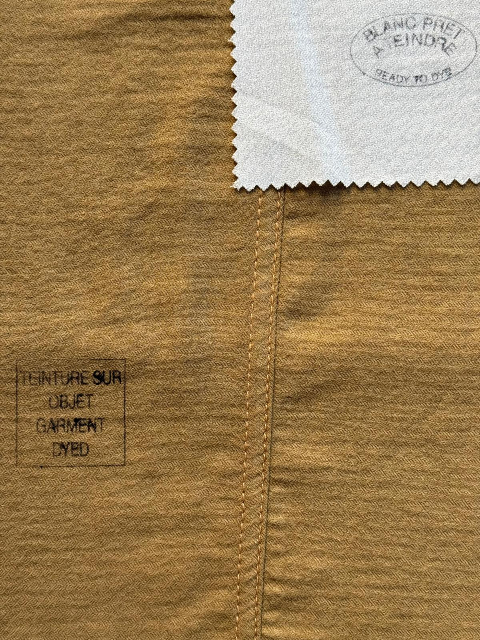 BLANC PRET
A TEINDRE
READY TO DYE
TEINTURE SUR
OBJET
GARMENT
DYED